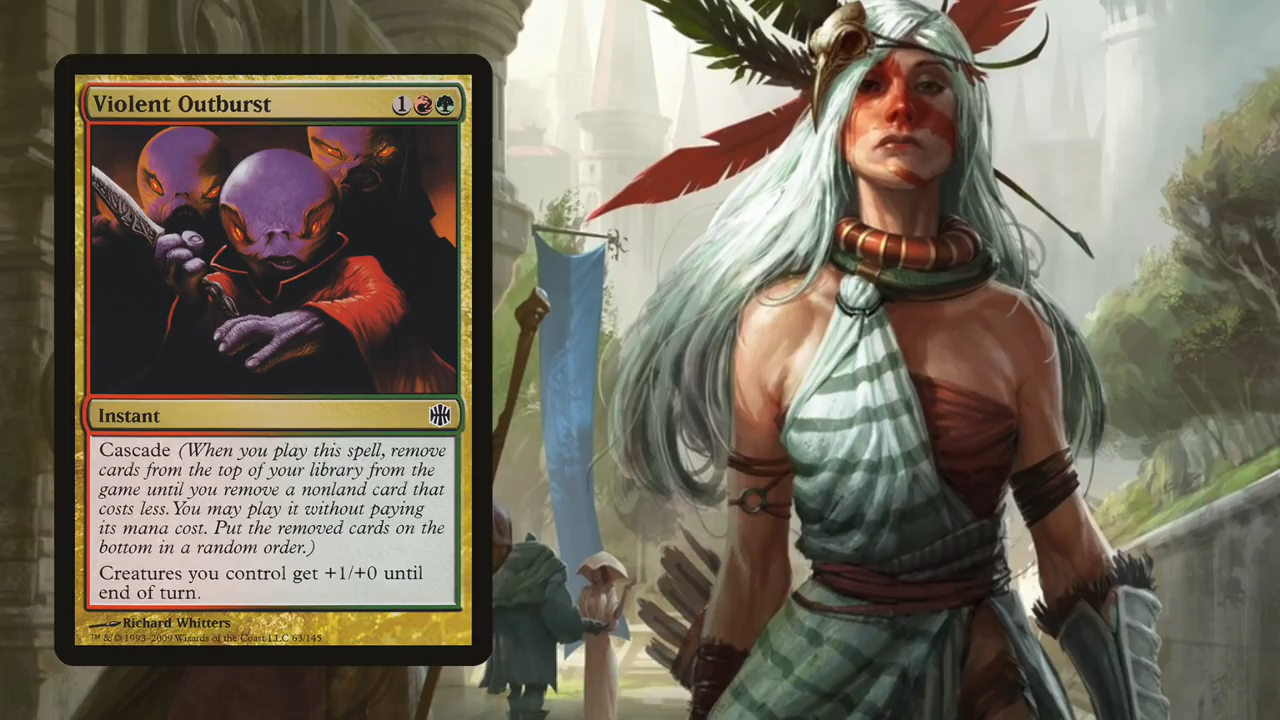 Violent Outburst 1
Instant
Cascade (When you play this spell, remove
cards from the top of your library from the
game until you remove a nonland card that
costs less. You may play it without paying
its mana cost. Put the removed cards on the
bottom in a random order.)
Creatures you control get +1/+0 until
end of turn.
Richard Whitters
™ & © 1993–2009 Wizards of the Coast LLC 63/145